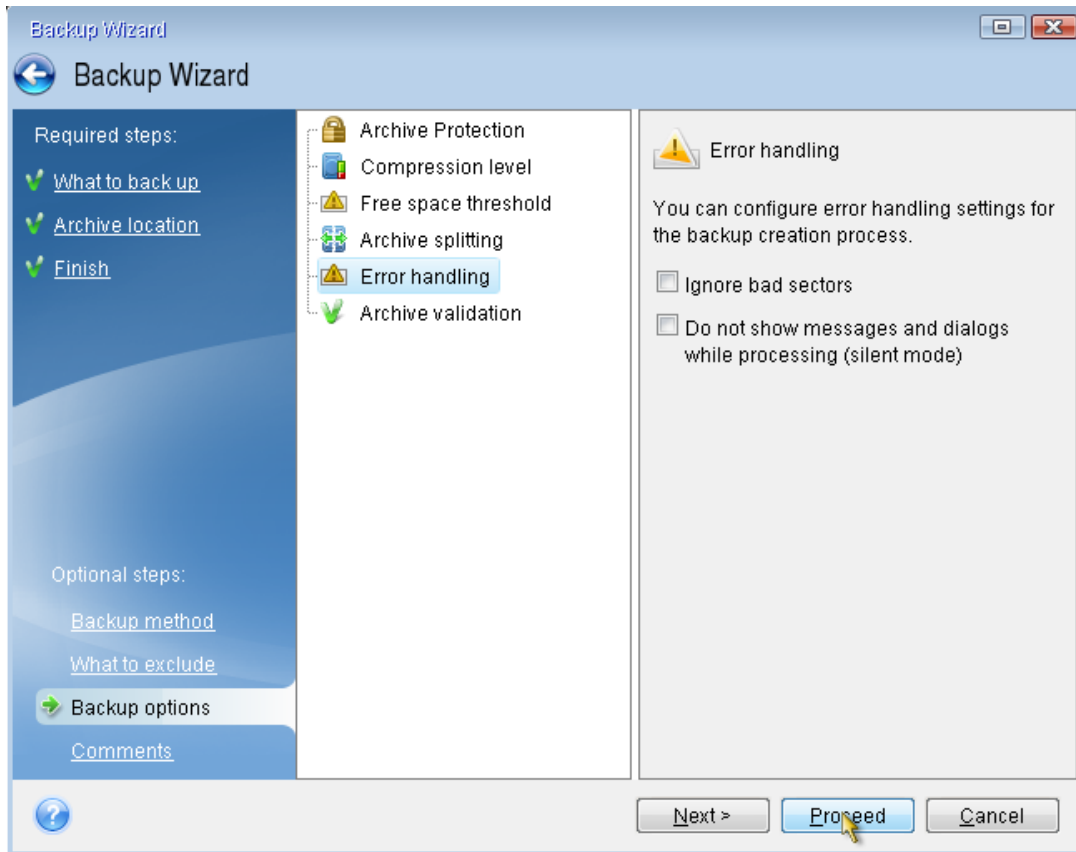 Backup Wizard
Backup Wizard
Required steps:
What to back up
Archive location
Finish
Optional steps:
Backup method
What to exclude
Backup options
Comments
Archive Protection
Compression level
Free space threshold
Archive splitting
Error handling
Archive validation
Error handling
You can configure error handling settings for
the backup creation process.
Ignore bad sectors
Do not show messages and dialogs
while processing (silent mode)
?
Next >
Proceed
Cancel